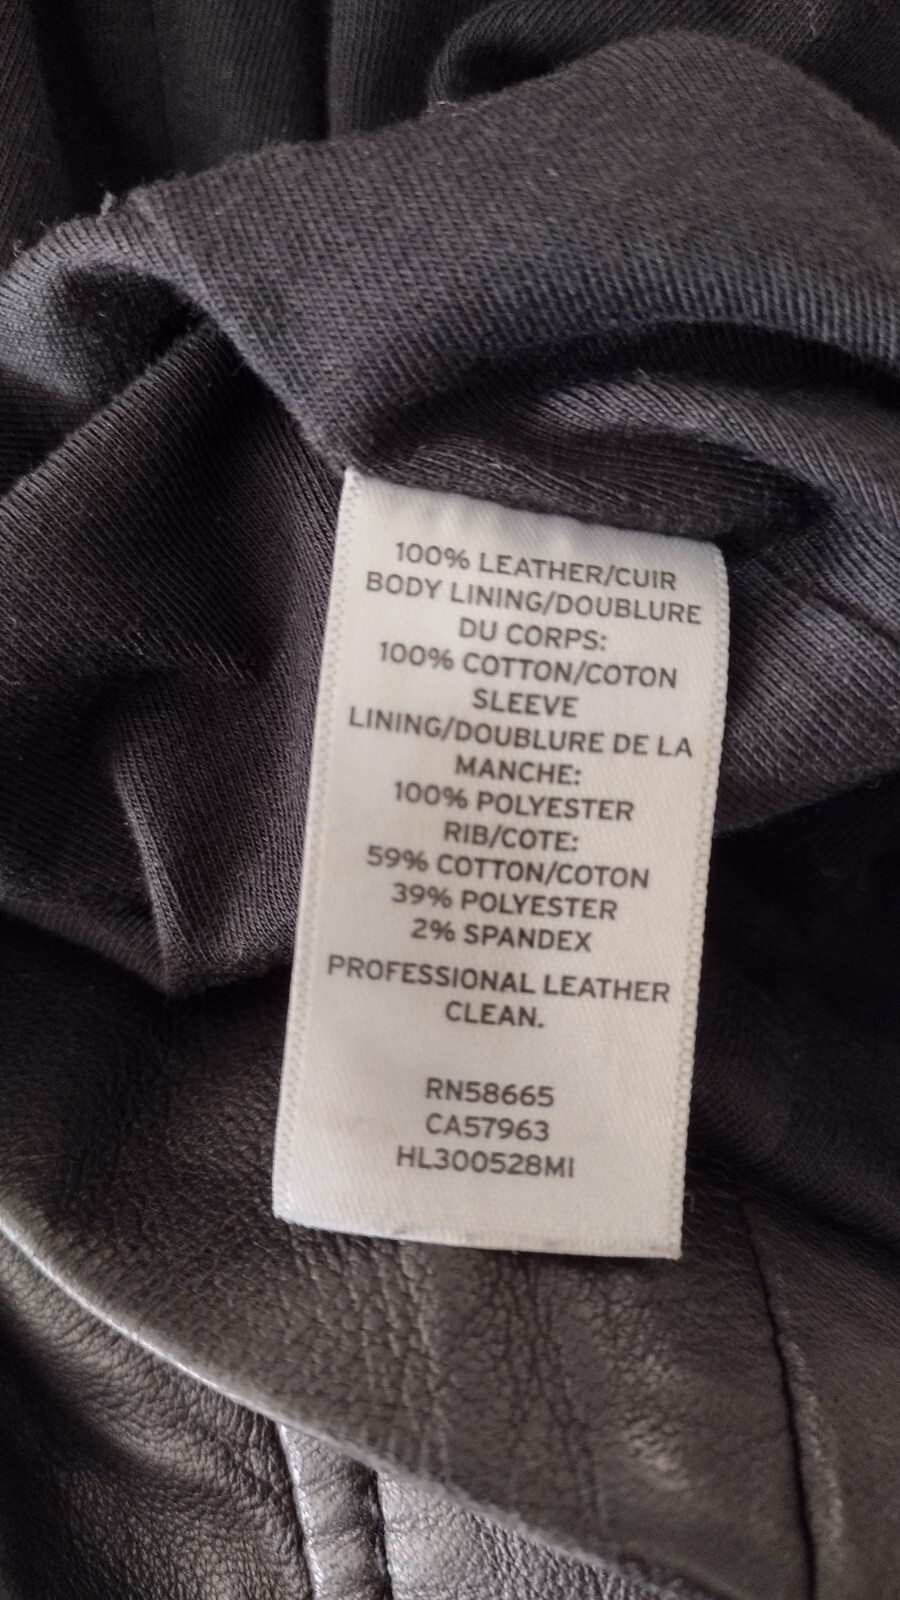 100% LEATHER/CUIR
BODY LINING/DOUBLURE
DU CORPS:
100% COTTON/COTON
SLEEVE
LINING/DOUBLURE DE LA
MANCHE:
100% POLYESTER
RIB/COTE:
59% COTTON/COTON
39% POLYESTER
2% SPANDEX
PROFESSIONAL LEATHER
CLEAN.
RN58665
CA57963
HL300528MI